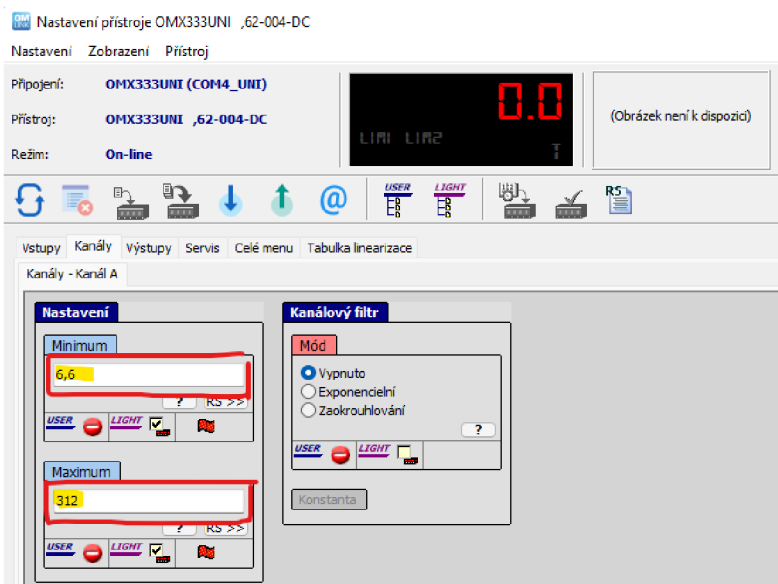 OM LINK Nastavení přístroje OMX333UNI ,62-004-DC
Nastavení Zobrazení Přístroj
Připojení: OMX333UNI (COM4_UNI)
Přístroj: OMX333UNI ,62-004-DC
Režim: On-line
0.0
LIM1 LIM2 T
(Obrázek není k dispozici)
@ USER LIGHT RS
Vstupy Kanály Výstupy Servis Celé menu Tabulka linearizace
Kanály - Kanál A
Nastavení
Minimum
6,6
? RS >>
USER LIGHT
Maximum
312
? RS >>
USER LIGHT
Kanálový filtr
Mód
Vypnuto
Exponencielní
Zaokrouhlování
?
USER LIGHT
Konstanta